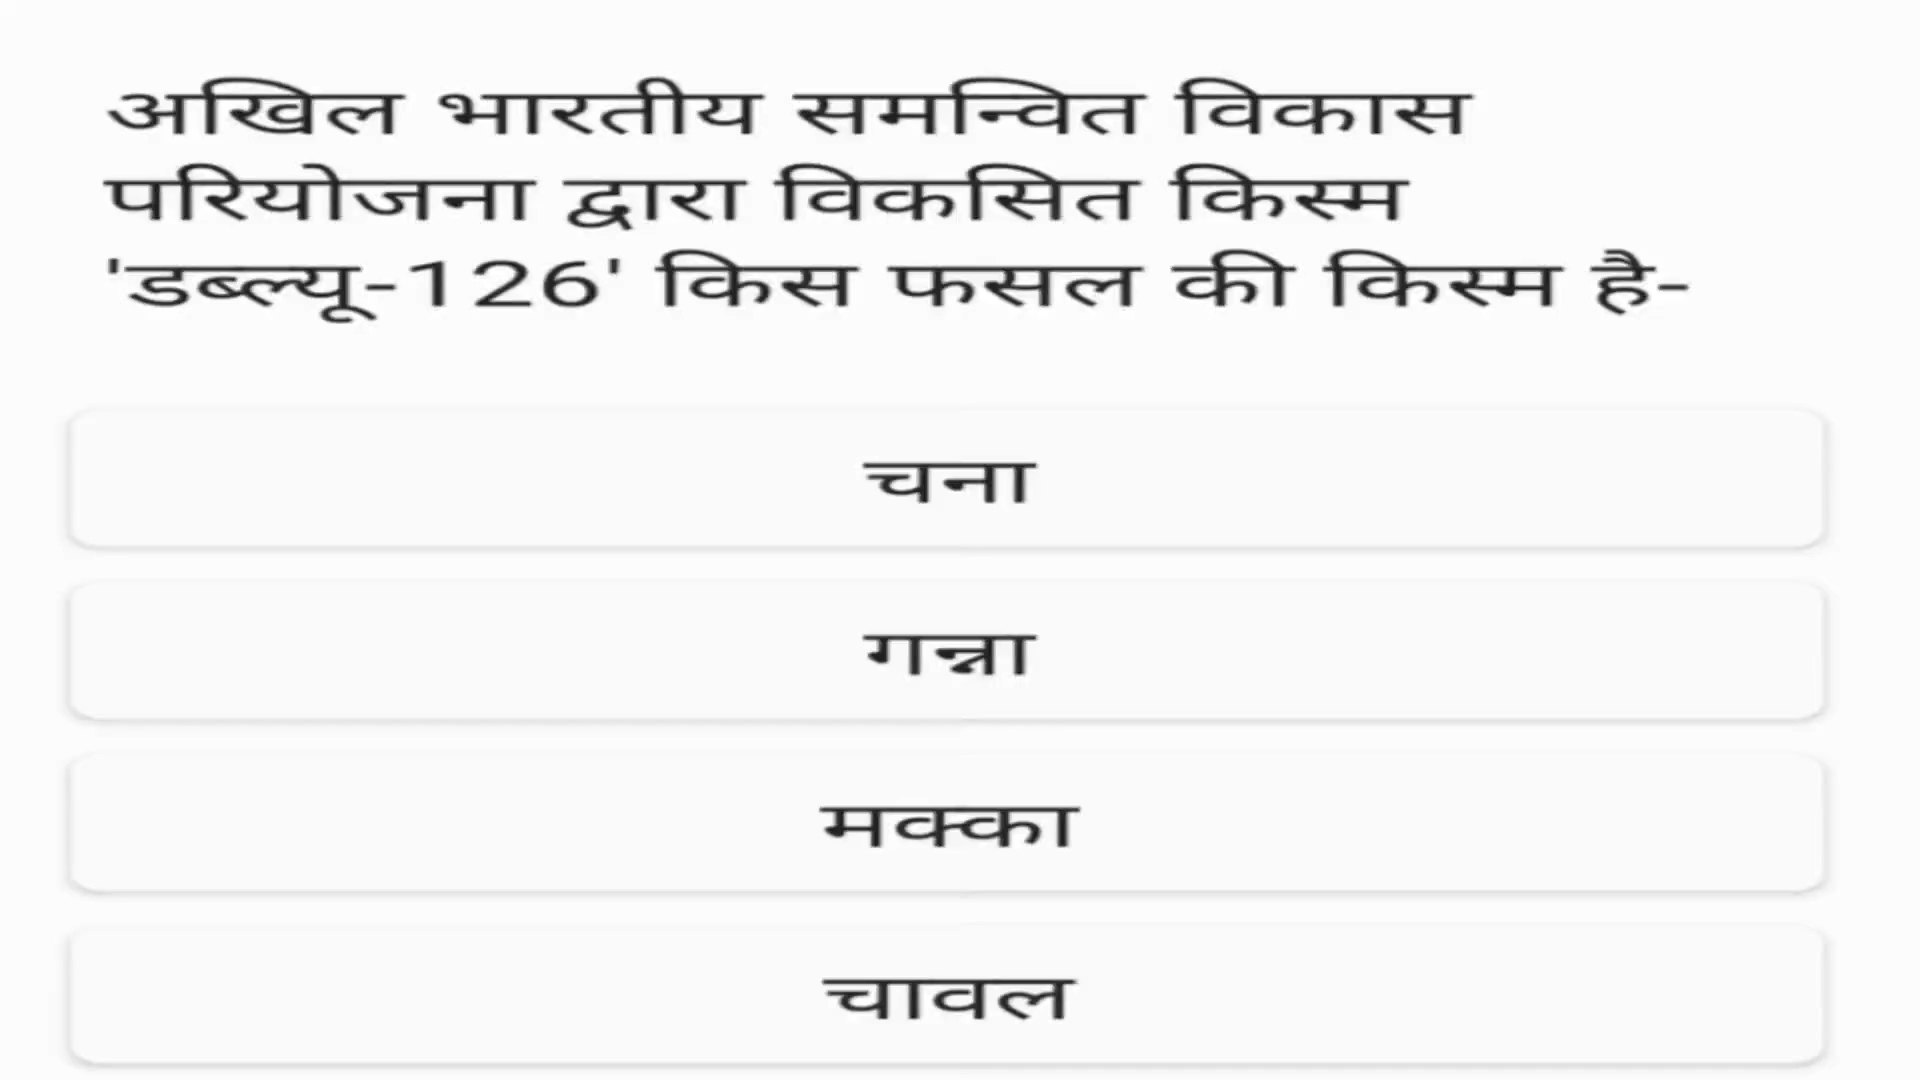 अखिल भारतीय समन्वित विकास
परियोजना द्वारा विकसित किस्म
'डब्ल्यू-126' किस फसल की किस्म है-
चना
गन्ना
मक्का
चावल